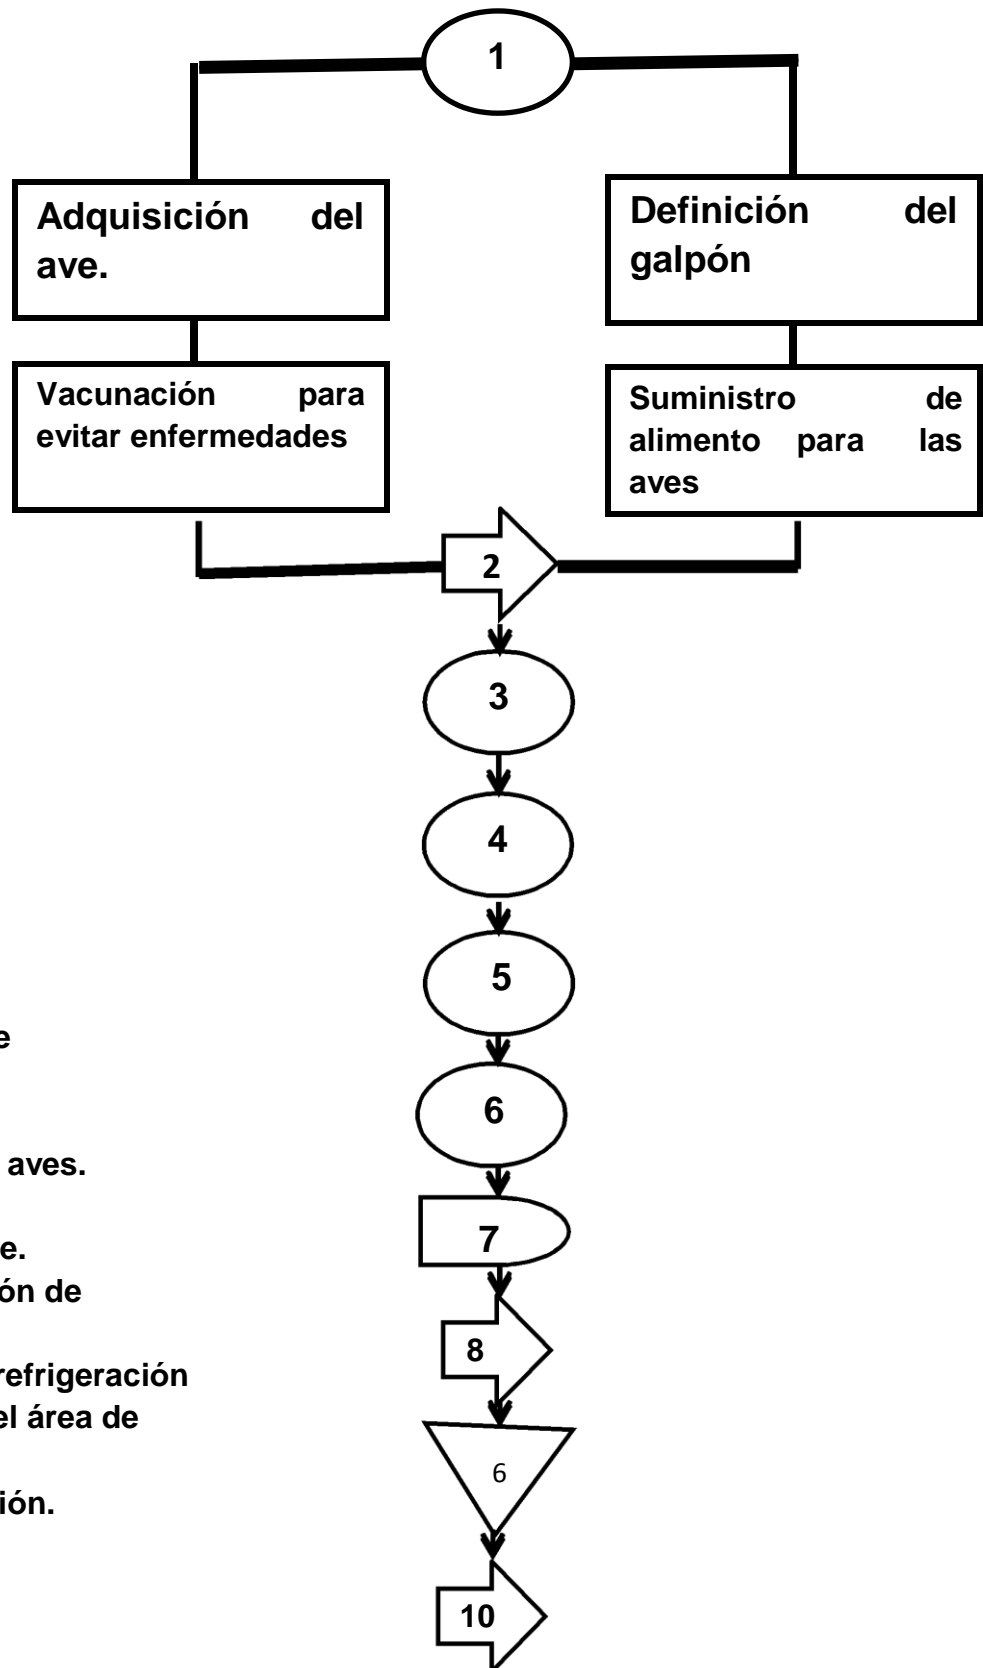 1
Adquisición del
ave.
Definición del
galpón
Vacunación para
evitar enfermedades
Suministro de
alimento para las
aves
2
3
4
5
e
6
aves.
7
e.
ón de
8
refrigeración
el área de
6
ión.
10